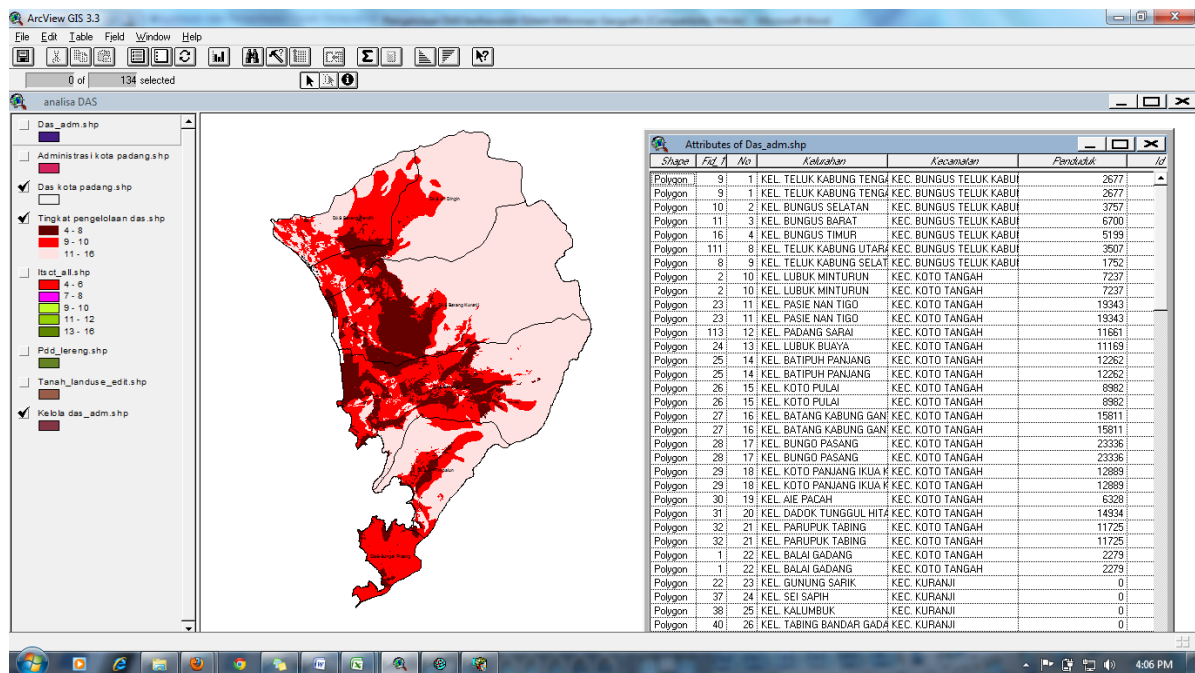 ArcView GIS 3.3
File Edit Table Field Window Help
0 of 134 selected
analisa DAS
Das_adm.shp
Administrasi kota padang.shp
Das kota padang.shp
Tingkat pengelolaan das.shp
4 - 8
9 - 10
11 - 16
4 - 6
7 - 8
9 - 10
11 - 12
13 - 16
Pdd_lereng.shp
Tanah_landuse_edit.shp
Kelola das_adm.shp
Attributes of Das_adm.shp
Shape No Kelurahan Kecamatan Penduduk Id
Polygon 9 1 KEL. TELUK KABUNG TENGA KEC. BUNGUS TELUK KABU 2677
Polygon 9 1 KEL. TELUK KABUNG TENGA KEC. BUNGUS TELUK KABU 2677
Polygon 10 2 KEL. BUNGUS SELATAN KEC. BUNGUS TELUK KABU 3757
Polygon 11 3 KEL. BUNGUS BARAT KEC. BUNGUS TELUK KABU 6700
Polygon 16 4 KEL. BUNGUS TIMUR KEC. BUNGUS TELUK KABU 5199
Polygon 111 8 KEL. TELUK KABUNG UTARA KEC. BUNGUS TELUK KABU 3507
Polygon 8 9 KEL. TELUK KABUNG SELAT KEC. BUNGUS TELUK KABU 1752
Polygon 2 10 KEL. LUBUK MINTURUN KEC. KOTO TANGAH 7237
Polygon 2 10 KEL. LUBUK MINTURUN KEC. KOTO TANGAH 7237
Polygon 23 11 KEL. PASIE NAN TIGO KEC. KOTO TANGAH 19343
Polygon 23 11 KEL. PASIE NAN TIGO KEC. KOTO TANGAH 19343
Polygon 113 12 KEL. PADANG SARAI KEC. KOTO TANGAH 11661
Polygon 24 13 KEL. LUBUK BUAYA KEC. KOTO TANGAH 11169
Polygon 25 14 KEL. BATIPUH PANJANG KEC. KOTO TANGAH 12262
Polygon 25 14 KEL. BATIPUH PANJANG KEC. KOTO TANGAH 12262
Polygon 26 15 KEL. KOTO PULAI KEC. KOTO TANGAH 8982
Polygon 26 15 KEL. KOTO PULAI KEC. KOTO TANGAH 8982
Polygon 27 16 KEL. BATANG KABUNG GAN KEC. KOTO TANGAH 15811
Polygon 27 16 KEL. BATANG KABUNG GAN KEC. KOTO TANGAH 15811
Polygon 28 17 KEL. BUNGO PASANG KEC. KOTO TANGAH 23336
Polygon 28 17 KEL. BUNGO PASANG KEC. KOTO TANGAH 23336
Polygon 29 18 KEL. KOTO PANJANG IKUA K KEC. KOTO TANGAH 12889
Polygon 29 18 KEL. KOTO PANJANG IKUA K KEC. KOTO TANGAH 12889
Polygon 30 19 KEL. AIE PACAH KEC. KOTO TANGAH 6328
Polygon 31 20 KEL. DADOK TUNGGUL HITA KEC. KOTO TANGAH 14934
Polygon 32 21 KEL. PARUPUK TABING KEC. KOTO TANGAH 11725
Polygon 32 21 KEL. PARUPUK TABING KEC. KOTO TANGAH 11725
Polygon 1 22 KEL. BALAI GADANG KEC. KOTO TANGAH 2279
Polygon 1 22 KEL. BALAI GADANG KEC. KOTO TANGAH 2279
Polygon 22 23 KEL. GUNUNG SARIK KEC. KURANJI 0
Polygon 37 24 KEL. SEI SAPIH KEC. KURANJI 0
Polygon 38 25 KEL. KALUMBUK KEC. KURANJI 0
Polygon 40 26 KEL. TABING BANDAR GADA KEC. KURANJI 0
4:06 PM